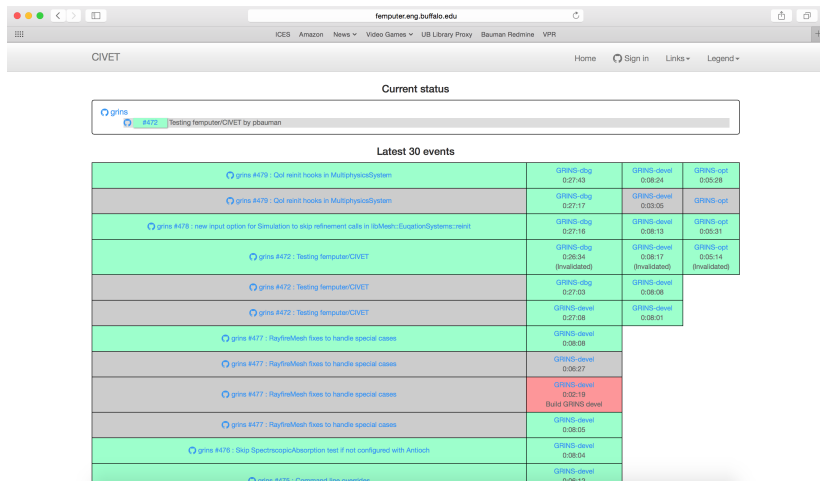 femputer.eng.buffalo.edu
ICES Amazon News Video Games UB Library Proxy Bauman Redmine VPR
CIVET Home Sign in Links Legend
Current status
grins
#472 Testing femputer/CIVET by pbauman
Latest 30 events
grins #479 : QoI reinit hooks in MultiphysicsSystem GRINS-dbg GRINS-devel GRINS-opt
0:27:43 0:08:24 0:05:28
grins #479 : QoI reinit hooks in MultiphysicsSystem GRINS-dbg GRINS-devel GRINS-opt
0:27:17 0:03:05
grins #478 : new input option for Simulation to skip refinement calls in libMesh::EuqationSystems::reinit GRINS-dbg GRINS-devel GRINS-opt
0:27:16 0:08:13 0:05:31
grins #472 : Testing femputer/CIVET GRINS-dbg GRINS-devel GRINS-opt
0:26:34 0:08:17 0:05:14
(Invalidated) (Invalidated) (Invalidated)
grins #472 : Testing femputer/CIVET GRINS-dbg GRINS-devel
0:27:03 0:08:08
grins #472 : Testing femputer/CIVET GRINS-devel GRINS-devel
0:27:08 0:08:01
grins #477 : RayfireMesh fixes to handle special cases GRINS-devel
0:08:08
grins #477 : RayfireMesh fixes to handle special cases GRINS-devel
0:06:27
grins #477 : RayfireMesh fixes to handle special cases GRINS-devel
0:02:19
Build GRINS devel
grins #477 : RayfireMesh fixes to handle special cases GRINS-devel
0:08:05
grins #476 : Skip SpectrscopicAbsorption test if not configured with Antioch GRINS-devel
0:08:04
grins #475 : Command line overrides GRINS-devel